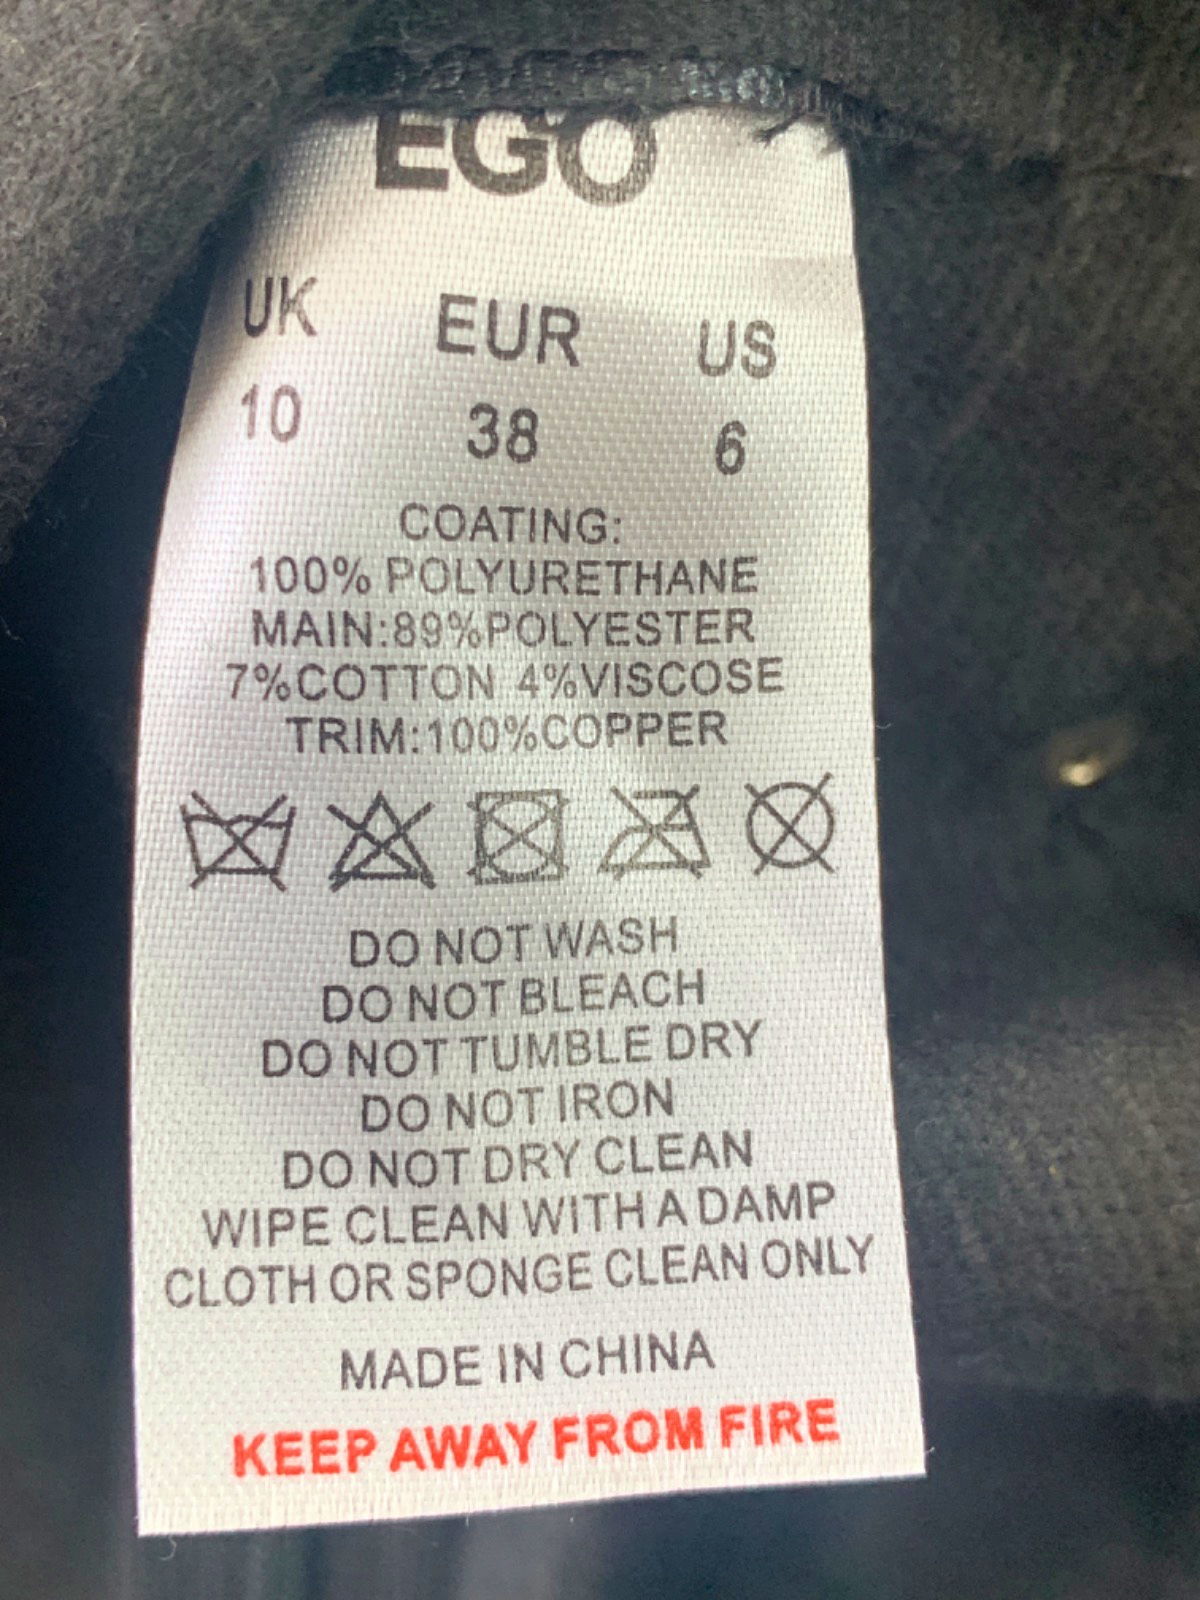 EGO
UK EUR US
10 38 6
COATING:
100% POLYURETHANE
MAIN:89%POLYESTER
7%COTTON 4%VISCOSE
TRIM:100%COPPER
DO NOT WASH
DO NOT BLEACH
DO NOT TUMBLE DRY
DO NOT IRON
DO NOT DRY CLEAN
WIPE CLEAN WITH A DAMP
CLOTH OR SPONGE CLEAN ONLY
MADE IN CHINA
KEEP AWAY FROM FIRE